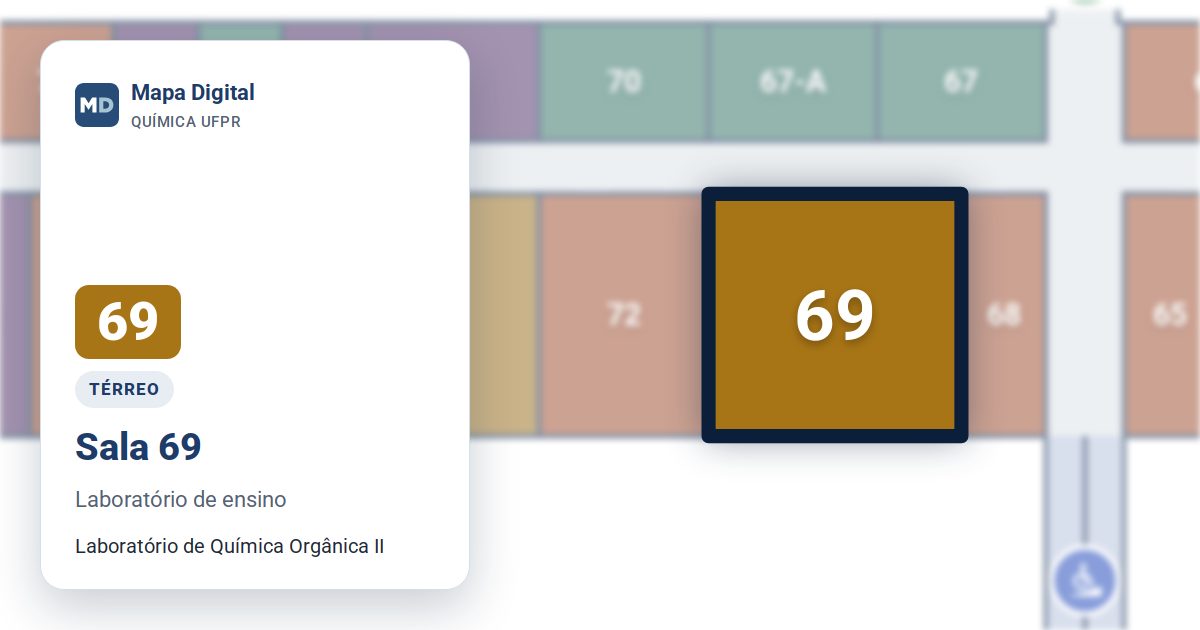 MD
Mapa Digital
QUÍMICA UFPR
69
TÉRREO
Sala 69
Laboratório de ensino
Laboratório de Química Orgânica II
70
67-A
67
72
69
68
65